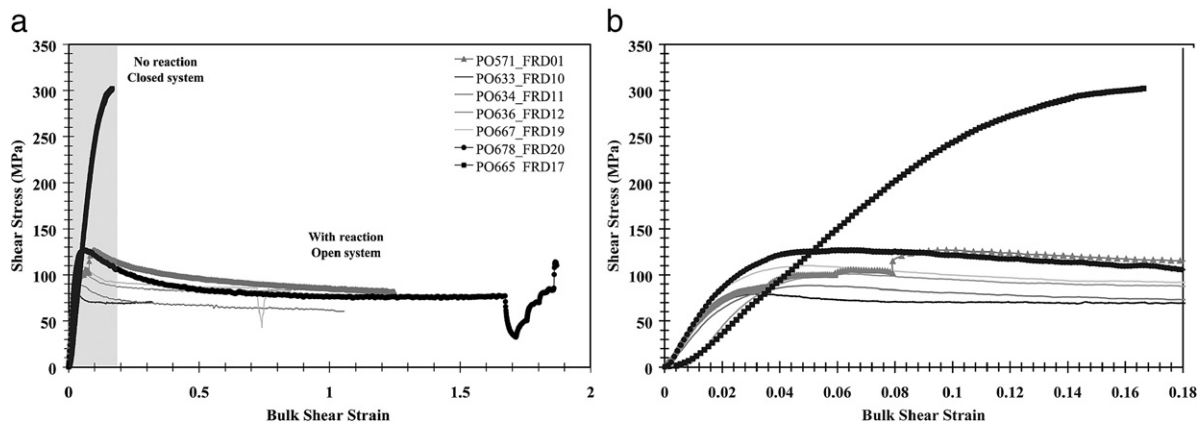 a
350
300
250
200
150
100
50
0
Shear Stress (MPa)
No reaction
Closed system
PO571_FRD01
PO633_FRD10
PO634_FRD11
PO636_FRD12
PO667_FRD19
PO678_FRD20
PO665_FRD17
With reaction
Open system
0 0.5 1 1.5 2
Bulk Shear Strain
b
350
300
250
200
150
100
50
0
Shear Stress (MPa)
0 0.02 0.04 0.06 0.08 0.1 0.12 0.14 0.16 0.18
Bulk Shear Strain